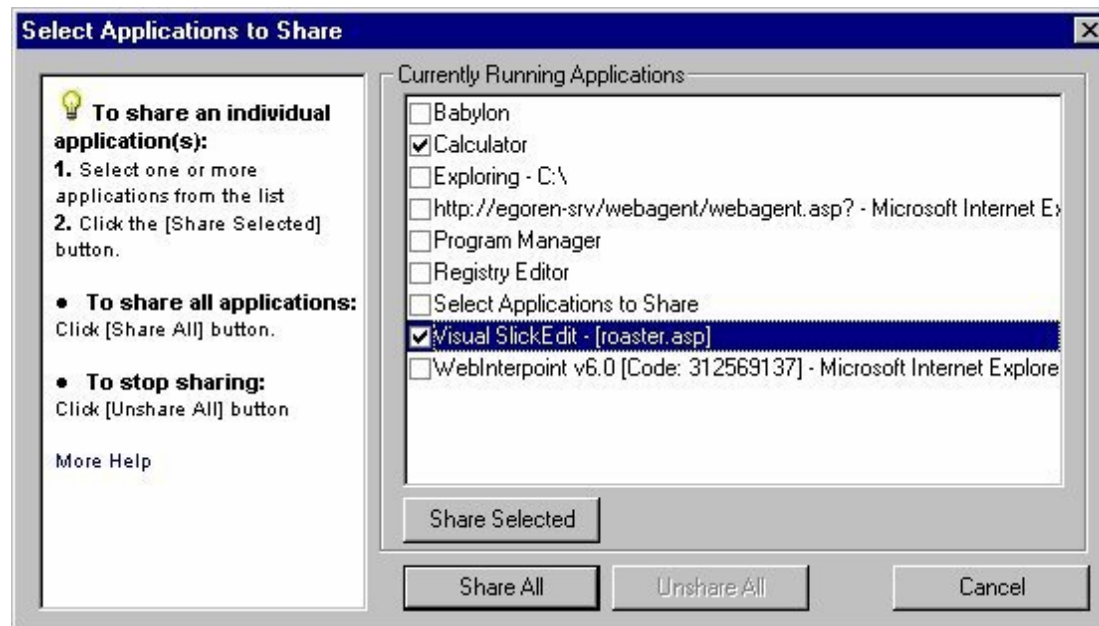 Select Applications to Share
To share an individual
application(s):
1. Select one or more
applications from the list
2. Click the [Share Selected]
button.
• To share all applications:
Click [Share All] button.
• To stop sharing:
Click [Unshare All] button
More Help
Currently Running Applications
Babylon
Calculator
Exploring - C:\
http://egoren-srv/webagent/webagent.asp? - Microsoft Internet Ex
Program Manager
Registry Editor
Select Applications to Share
Visual SlickEdit - [roaster.asp]
WebInterpoint v6.0 [Code: 312569137] - Microsoft Internet Explore
Share Selected
Share All
Unshare All
Cancel